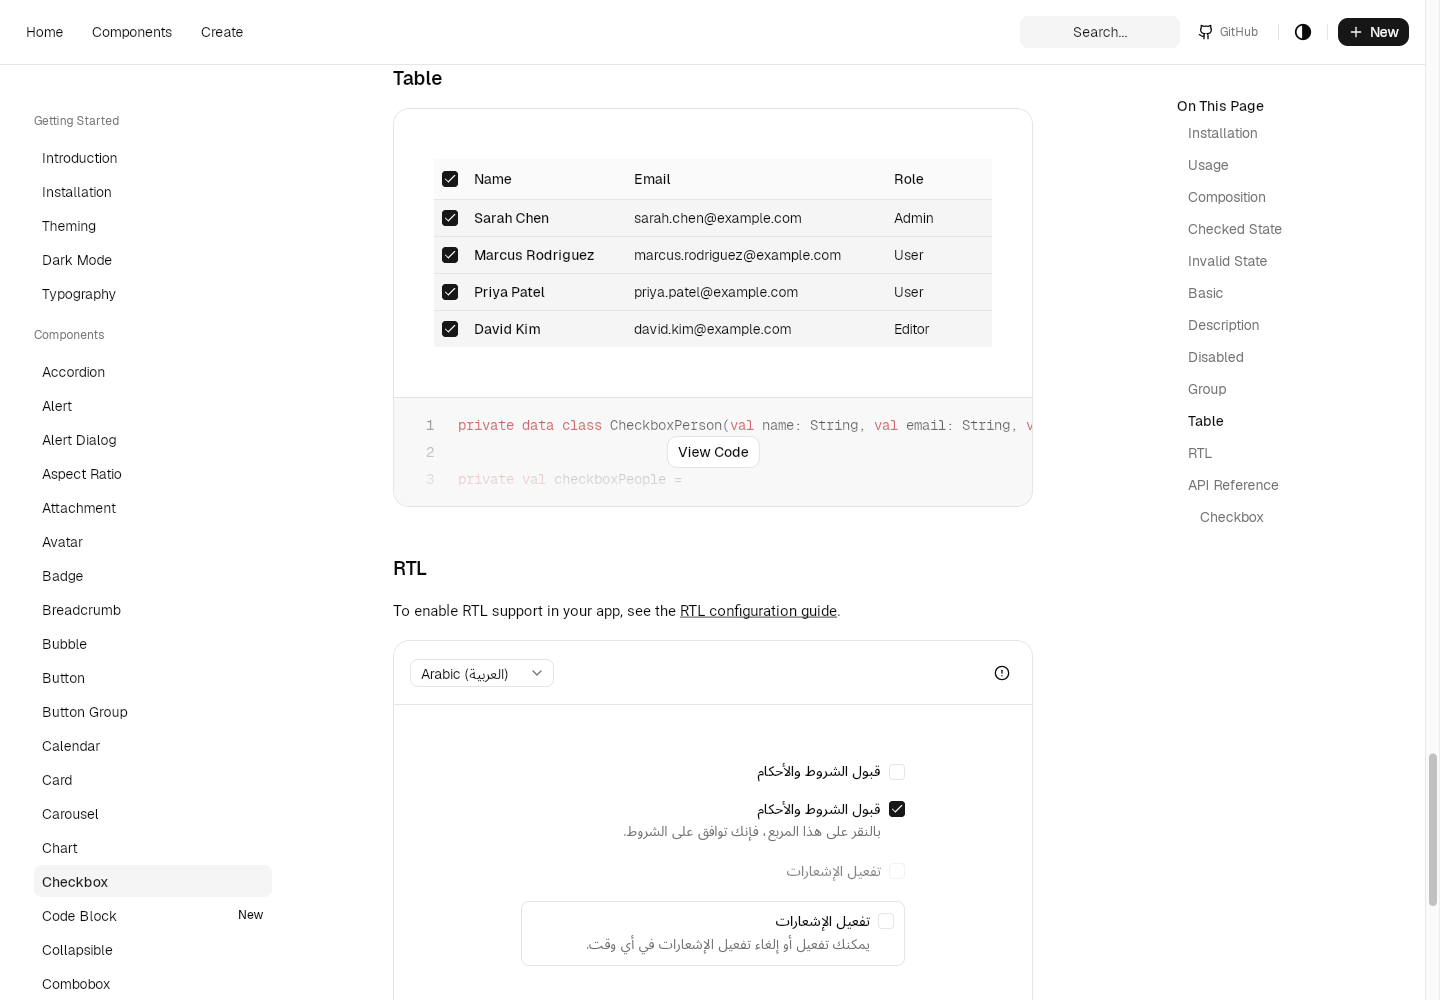 Home Components Create Search... GitHub New
Getting Started
Introduction
Installation
Theming
Dark Mode
Typography
Components
Accordion
Alert
Alert Dialog
Aspect Ratio
Attachment
Avatar
Badge
Breadcrumb
Bubble
Button
Button Group
Calendar
Card
Carousel
Chart
Checkbox
Code Block New
Collapsible
Combobox
Table
Name Email Role
Sarah Chen sarah.chen@example.com Admin
Marcus Rodriguez marcus.rodriguez@example.com User
Priya Patel priya.patel@example.com User
David Kim david.kim@example.com Editor
1 private data class CheckboxPerson(val name: String, val email: String, v
2
View Code
3 private val checkboxPeople =
RTL
To enable RTL support in your app, see the RTL configuration guide.
Arabic (العربية)
قبول الشروط والأحكام
قبول الشروط والأحكام
بالنقر على هذا المربع، فإنك توافق على الشروط.
تفعيل الإشعارات
تفعيل الإشعارات
يمكنك تفعيل أو إلغاء تفعيل الإشعارات في أي وقت.
On This Page
Installation
Usage
Composition
Checked State
Invalid State
Basic
Description
Disabled
Group
Table
RTL
API Reference
Checkbox